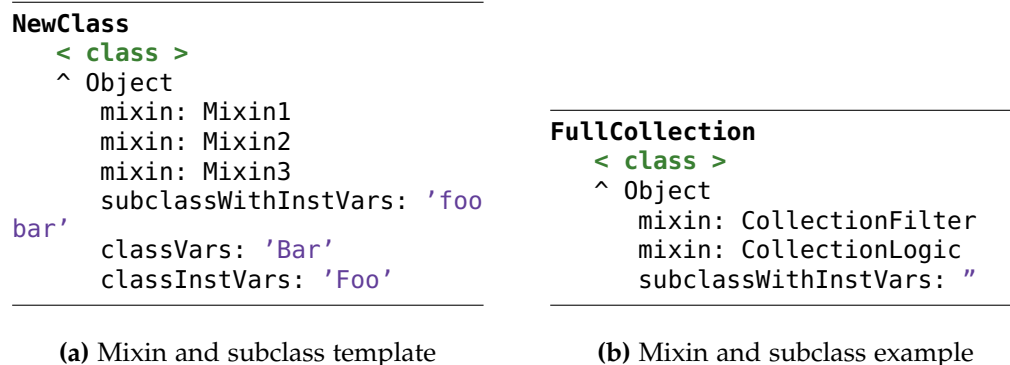 NewClass
< class >
^ Object
mixin: Mixin1
mixin: Mixin2
mixin: Mixin3
subclassWithInstVars: ’foo
bar’
classVars: ’Bar’
classInstVars: ’Foo’
(a) Mixin and subclass template
FullCollection
< class >
^ Object
mixin: CollectionFilter
mixin: CollectionLogic
subclassWithInstVars: ”
(b) Mixin and subclass example